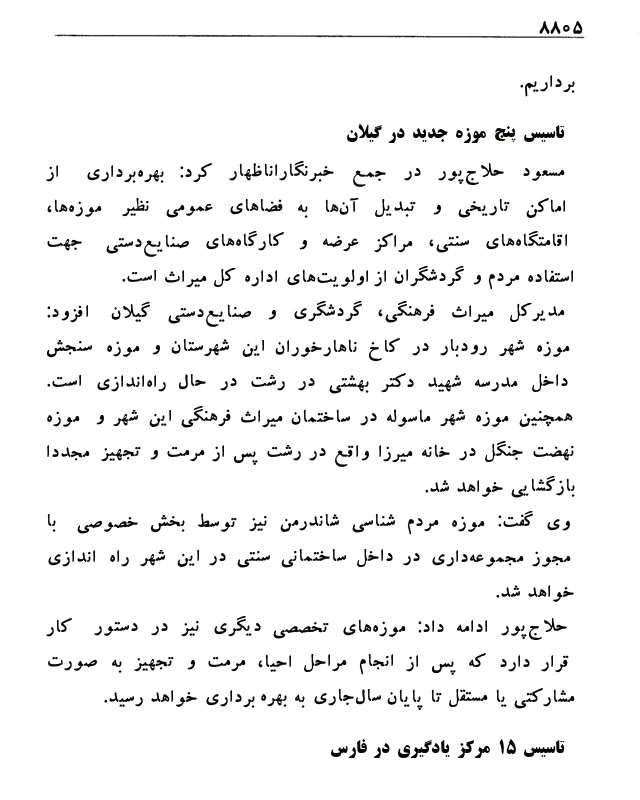 ۸۸۰۵
برداریم.
تاسیس پنج موزه جدید در گیلان
مسعود حلاج‌پور در جمع خبرنگاراناظهار کرد: بهره‌برداری از
اماکن تاریخی و تبدیل آن‌ها به فضاهای عمومی نظیر موزه‌ها،
اقامتگاه‌های سنتی، مراکز عرضه و کارگاه‌های صنایع‌دستی جهت
استفاده مردم و گردشگران از اولویت‌های اداره کل میراث است.
مدیرکل میراث فرهنگی، گردشگری و صنایع‌دستی گیلان افزود:
موزه شهر رودبار در کاخ ناهارخوران این شهرستان و موزه سنجش
داخل مدرسه شهید دکتر بهشتی در رشت در حال راه‌اندازی است.
همچنین موزه شهر ماسوله در ساختمان میراث فرهنگی این شهر و موزه
نهضت جنگل در خانه میرزا واقع در رشت پس از مرمت و تجهیز مجددا
بازگشایی خواهد شد.
وی گفت: موزه مردم شناسی شاندرمن نیز توسط بخش خصوصی با
مجوز مجموعه‌داری در داخل ساختمانی سنتی در این شهر راه اندازی
خواهد شد.
حلاج‌پور ادامه داد: موزه‌های تخصصی دیگری نیز در دستور کار
قرار دارد که پس از انجام مراحل احیا، مرمت و تجهیز به صورت
مشارکتی یا مستقل تا پایان سال‌جاری به بهره برداری خواهد رسید.
تاسیس ۱۵ مرکز یادگیری در فارس